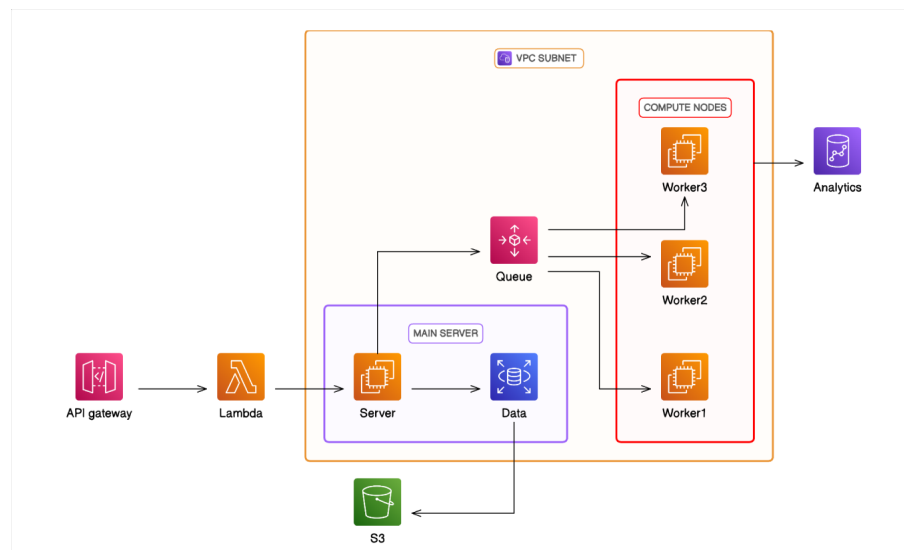 VPC SUBNET
COMPUTE NODES
Worker3
Analytics
Queue
Worker2
MAIN SERVER
API gateway
Lambda
Server
Data
Worker1
S3